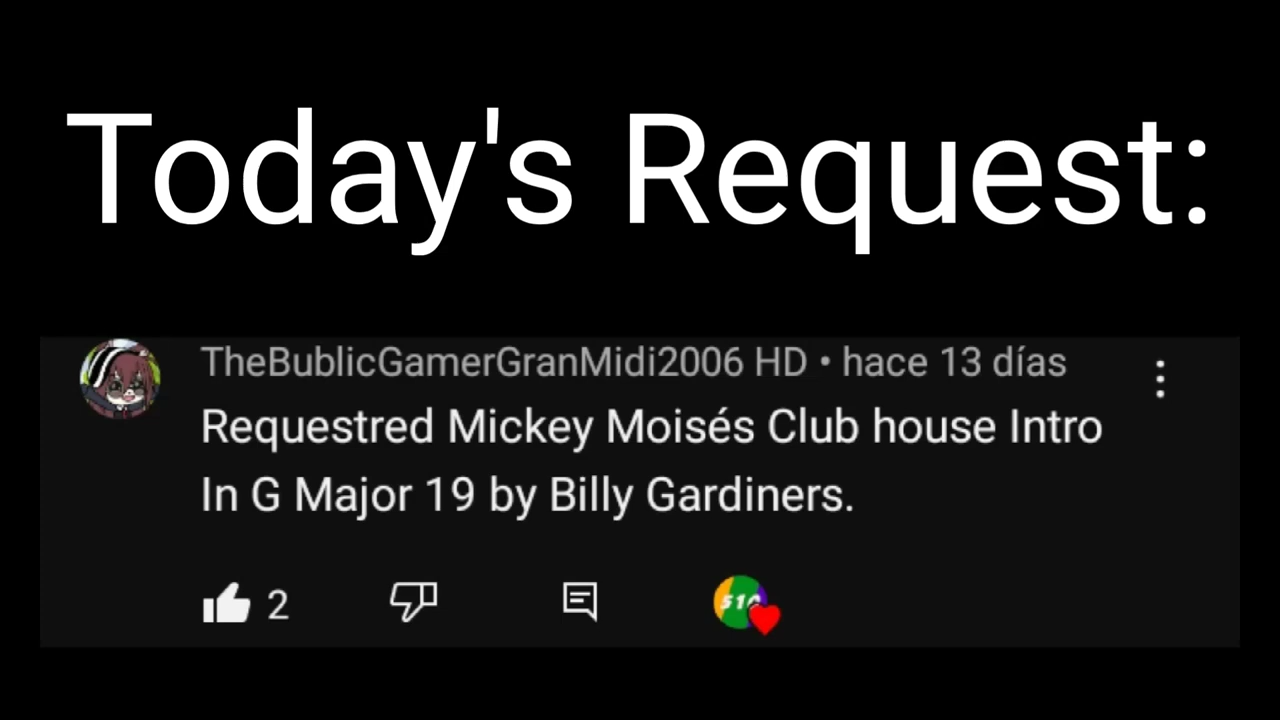 Today's Request:
TheBublicGamerGranMidi2006 HD • hace 13 días
Requestred Mickey Moisés Club house Intro
In G Major 19 by Billy Gardiners.
2